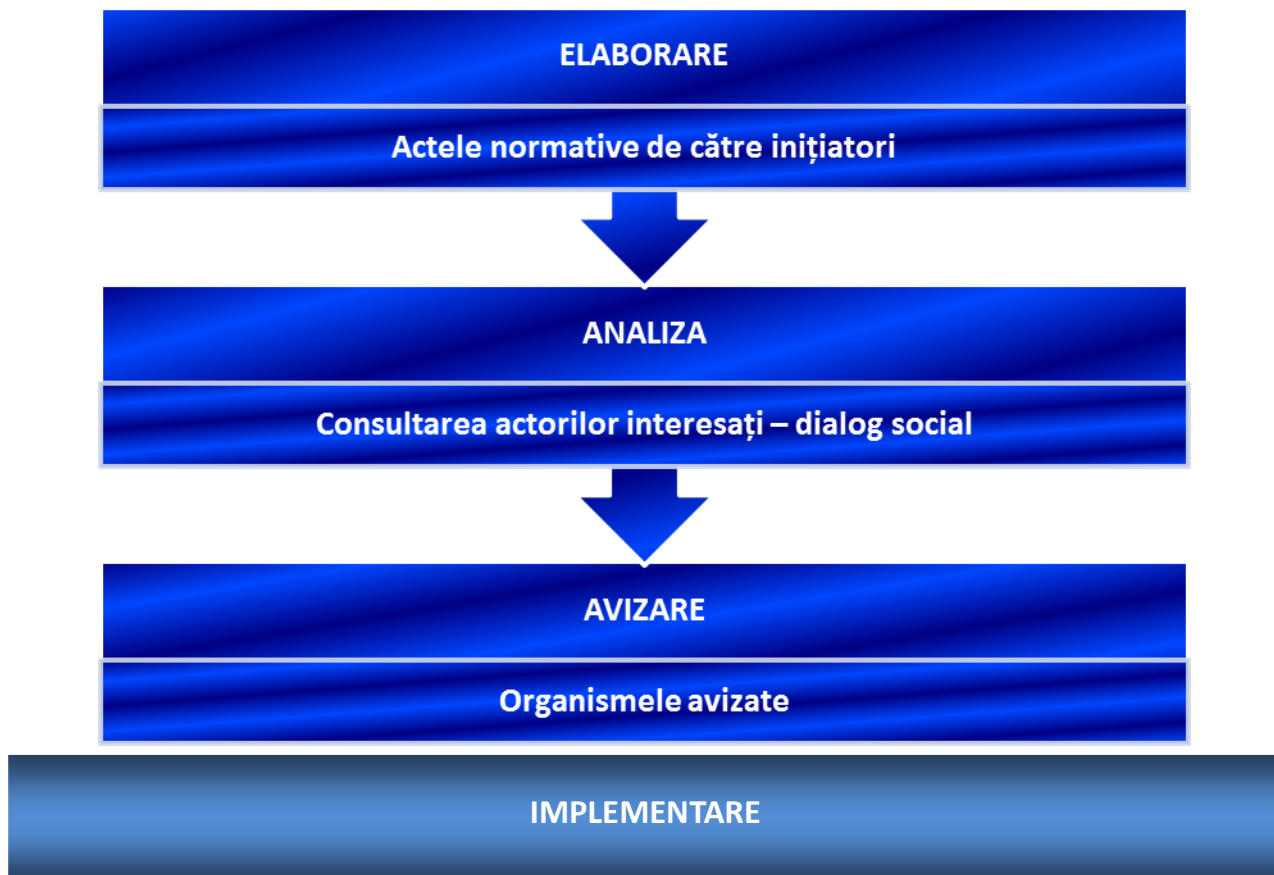 ELABORARE
Actele normative de către inițiatori
ANALIZA
Consultarea actorilor interesați – dialog social
AVIZARE
Organismele avizate
IMPLEMENTARE